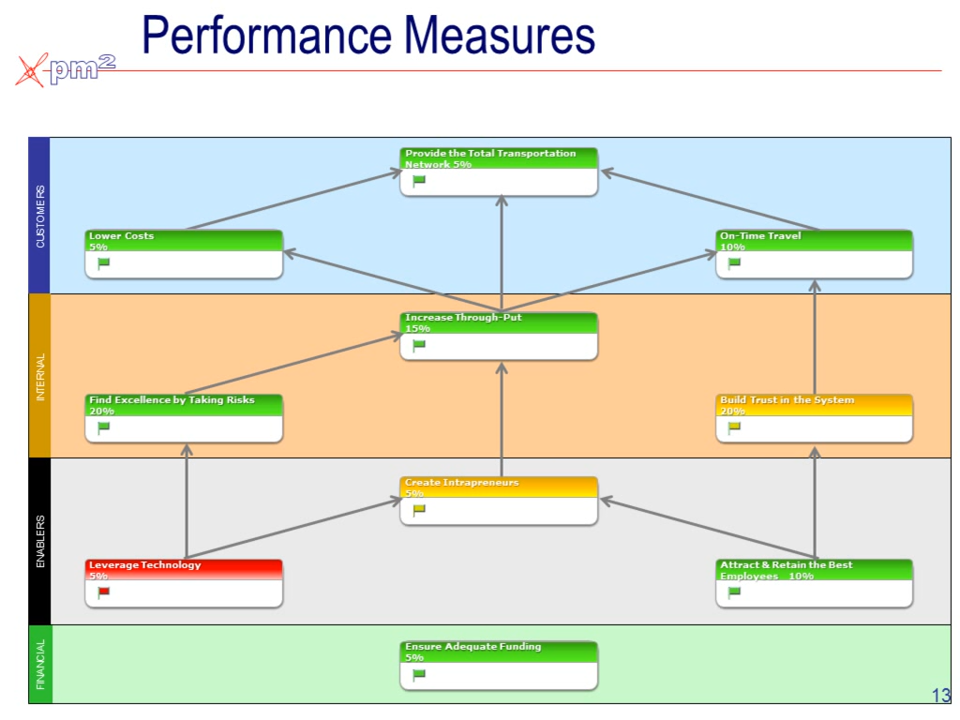 Performance Measures
pm2
CUSTOMERS
Provide the Total Transportation
Network 5%
Lower Costs
5%
On-Time Travel
10%
INTERNAL
Increase Through-Put
15%
Find Excellence by Taking Risks
20%
Build Trust in the System
20%
ENABLERS
Create Intrapreneurs
5%
Leverage Technology
5%
Attract & Retain the Best
Employees 10%
FINANCIAL
Ensure Adequate Funding
5%
13